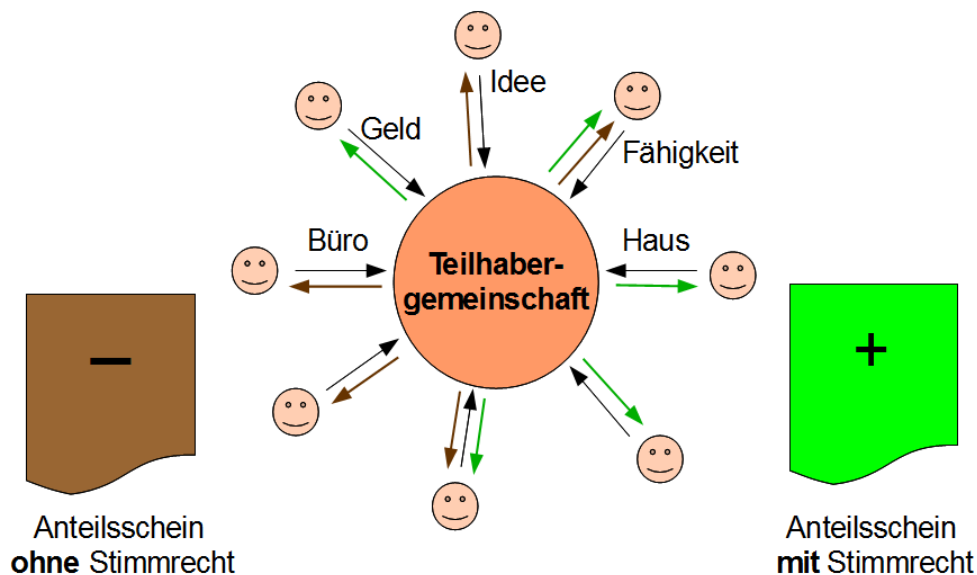 Idee
Geld
Fähigkeit
Büro
Haus
Teilhaber-
gemeinschaft
–
+
Anteilsschein
ohne Stimmrecht
Anteilsschein
mit Stimmrecht